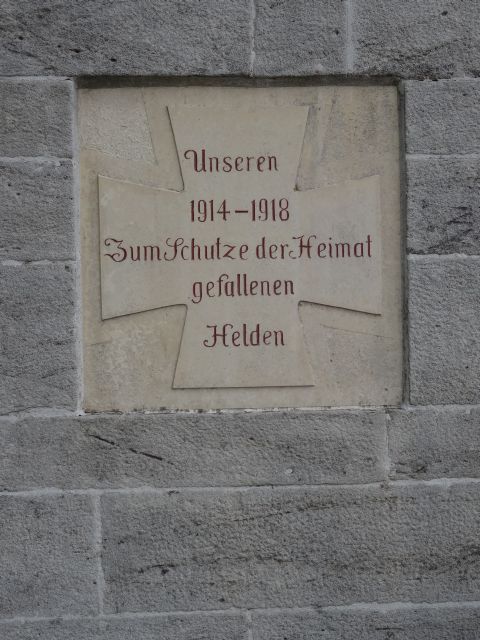 Unseren
1914-1918
Zum Schutze der Heimat
gefallenen
Helden